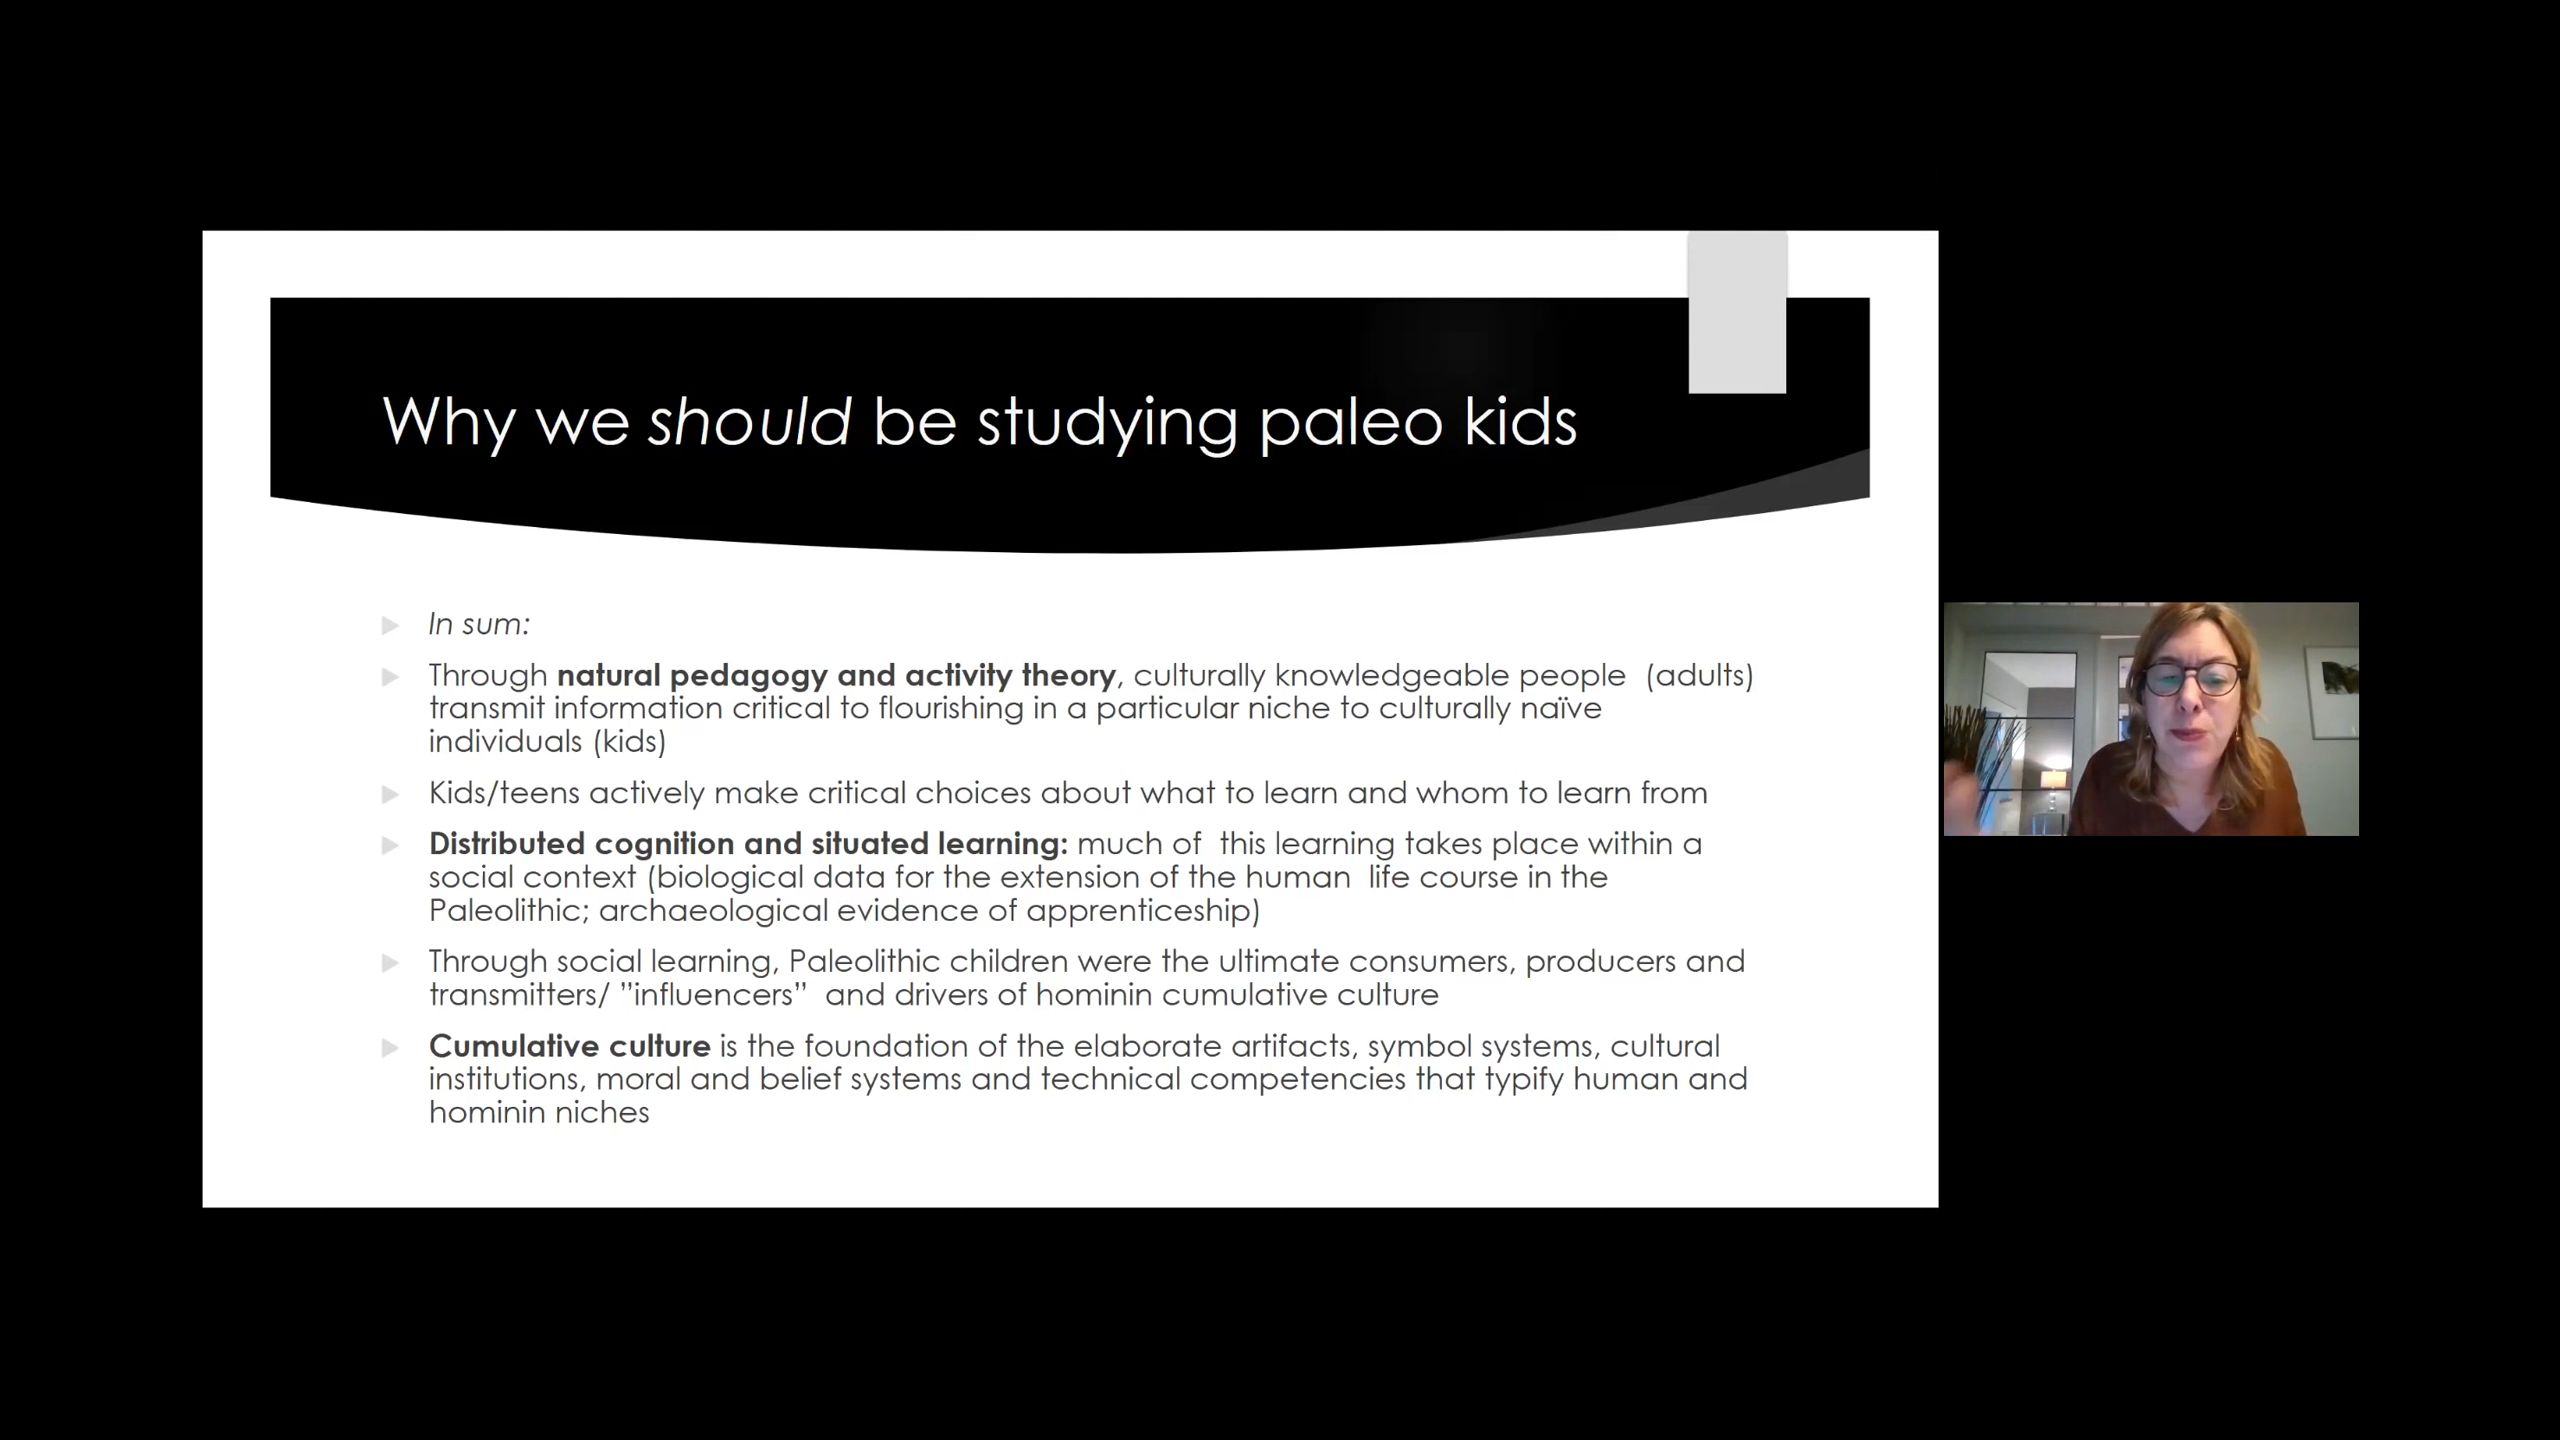 Why we should be studying paleo kids
In sum:
Through natural pedagogy and activity theory, culturally knowledgeable people  (adults)
transmit information critical to flourishing in a particular niche to culturally naïve
individuals (kids)
Kids/teens actively make critical choices about what to learn and whom to learn from
Distributed cognition and situated learning: much of  this learning takes place within a
social context (biological data for the extension of the human  life course in the
Paleolithic; archaeological evidence of apprenticeship)
Through social learning, Paleolithic children were the ultimate consumers, producers and
transmitters/ ”influencers”  and drivers of hominin cumulative culture
Cumulative culture is the foundation of the elaborate artifacts, symbol systems, cultural
institutions, moral and belief systems and technical competencies that typify human and
hominin niches